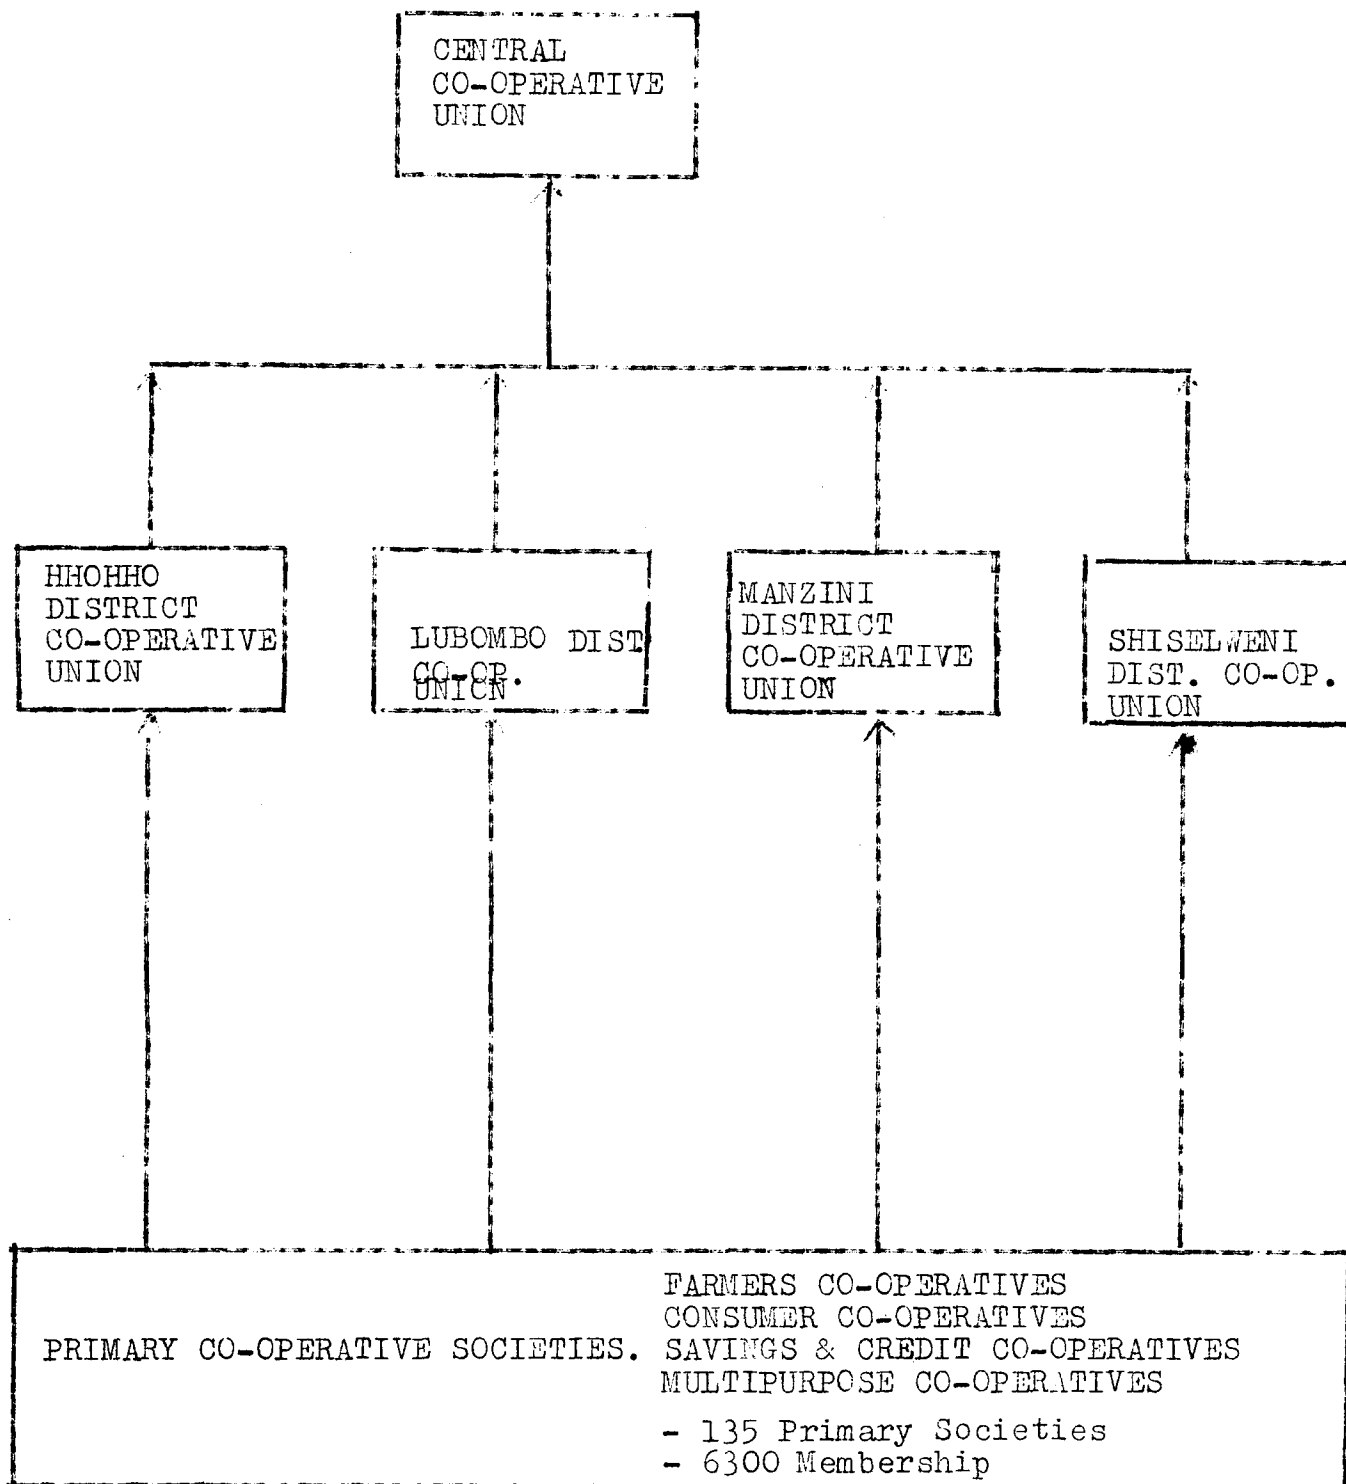 CENTRAL
CO-OPERATIVE
UNION
HHOHHO
DISTRICT
CO-OPERATIVE
UNION
LUBOMBO DIST
CO-OP.
UNION
MANZINI
DISTRICT
CO-OPERATIVE
UNION
SHISELWENI
DIST. CO-OP.
UNION
PRIMARY CO-OPERATIVE SOCIETIES.
FARMERS CO-OPERATIVES
CONSUMER CO-OPERATIVES
SAVINGS & CREDIT CO-OPERATIVES
MULTIPURPOSE CO-OPERATIVES
- 135 Primary Societies
- 6300 Membership